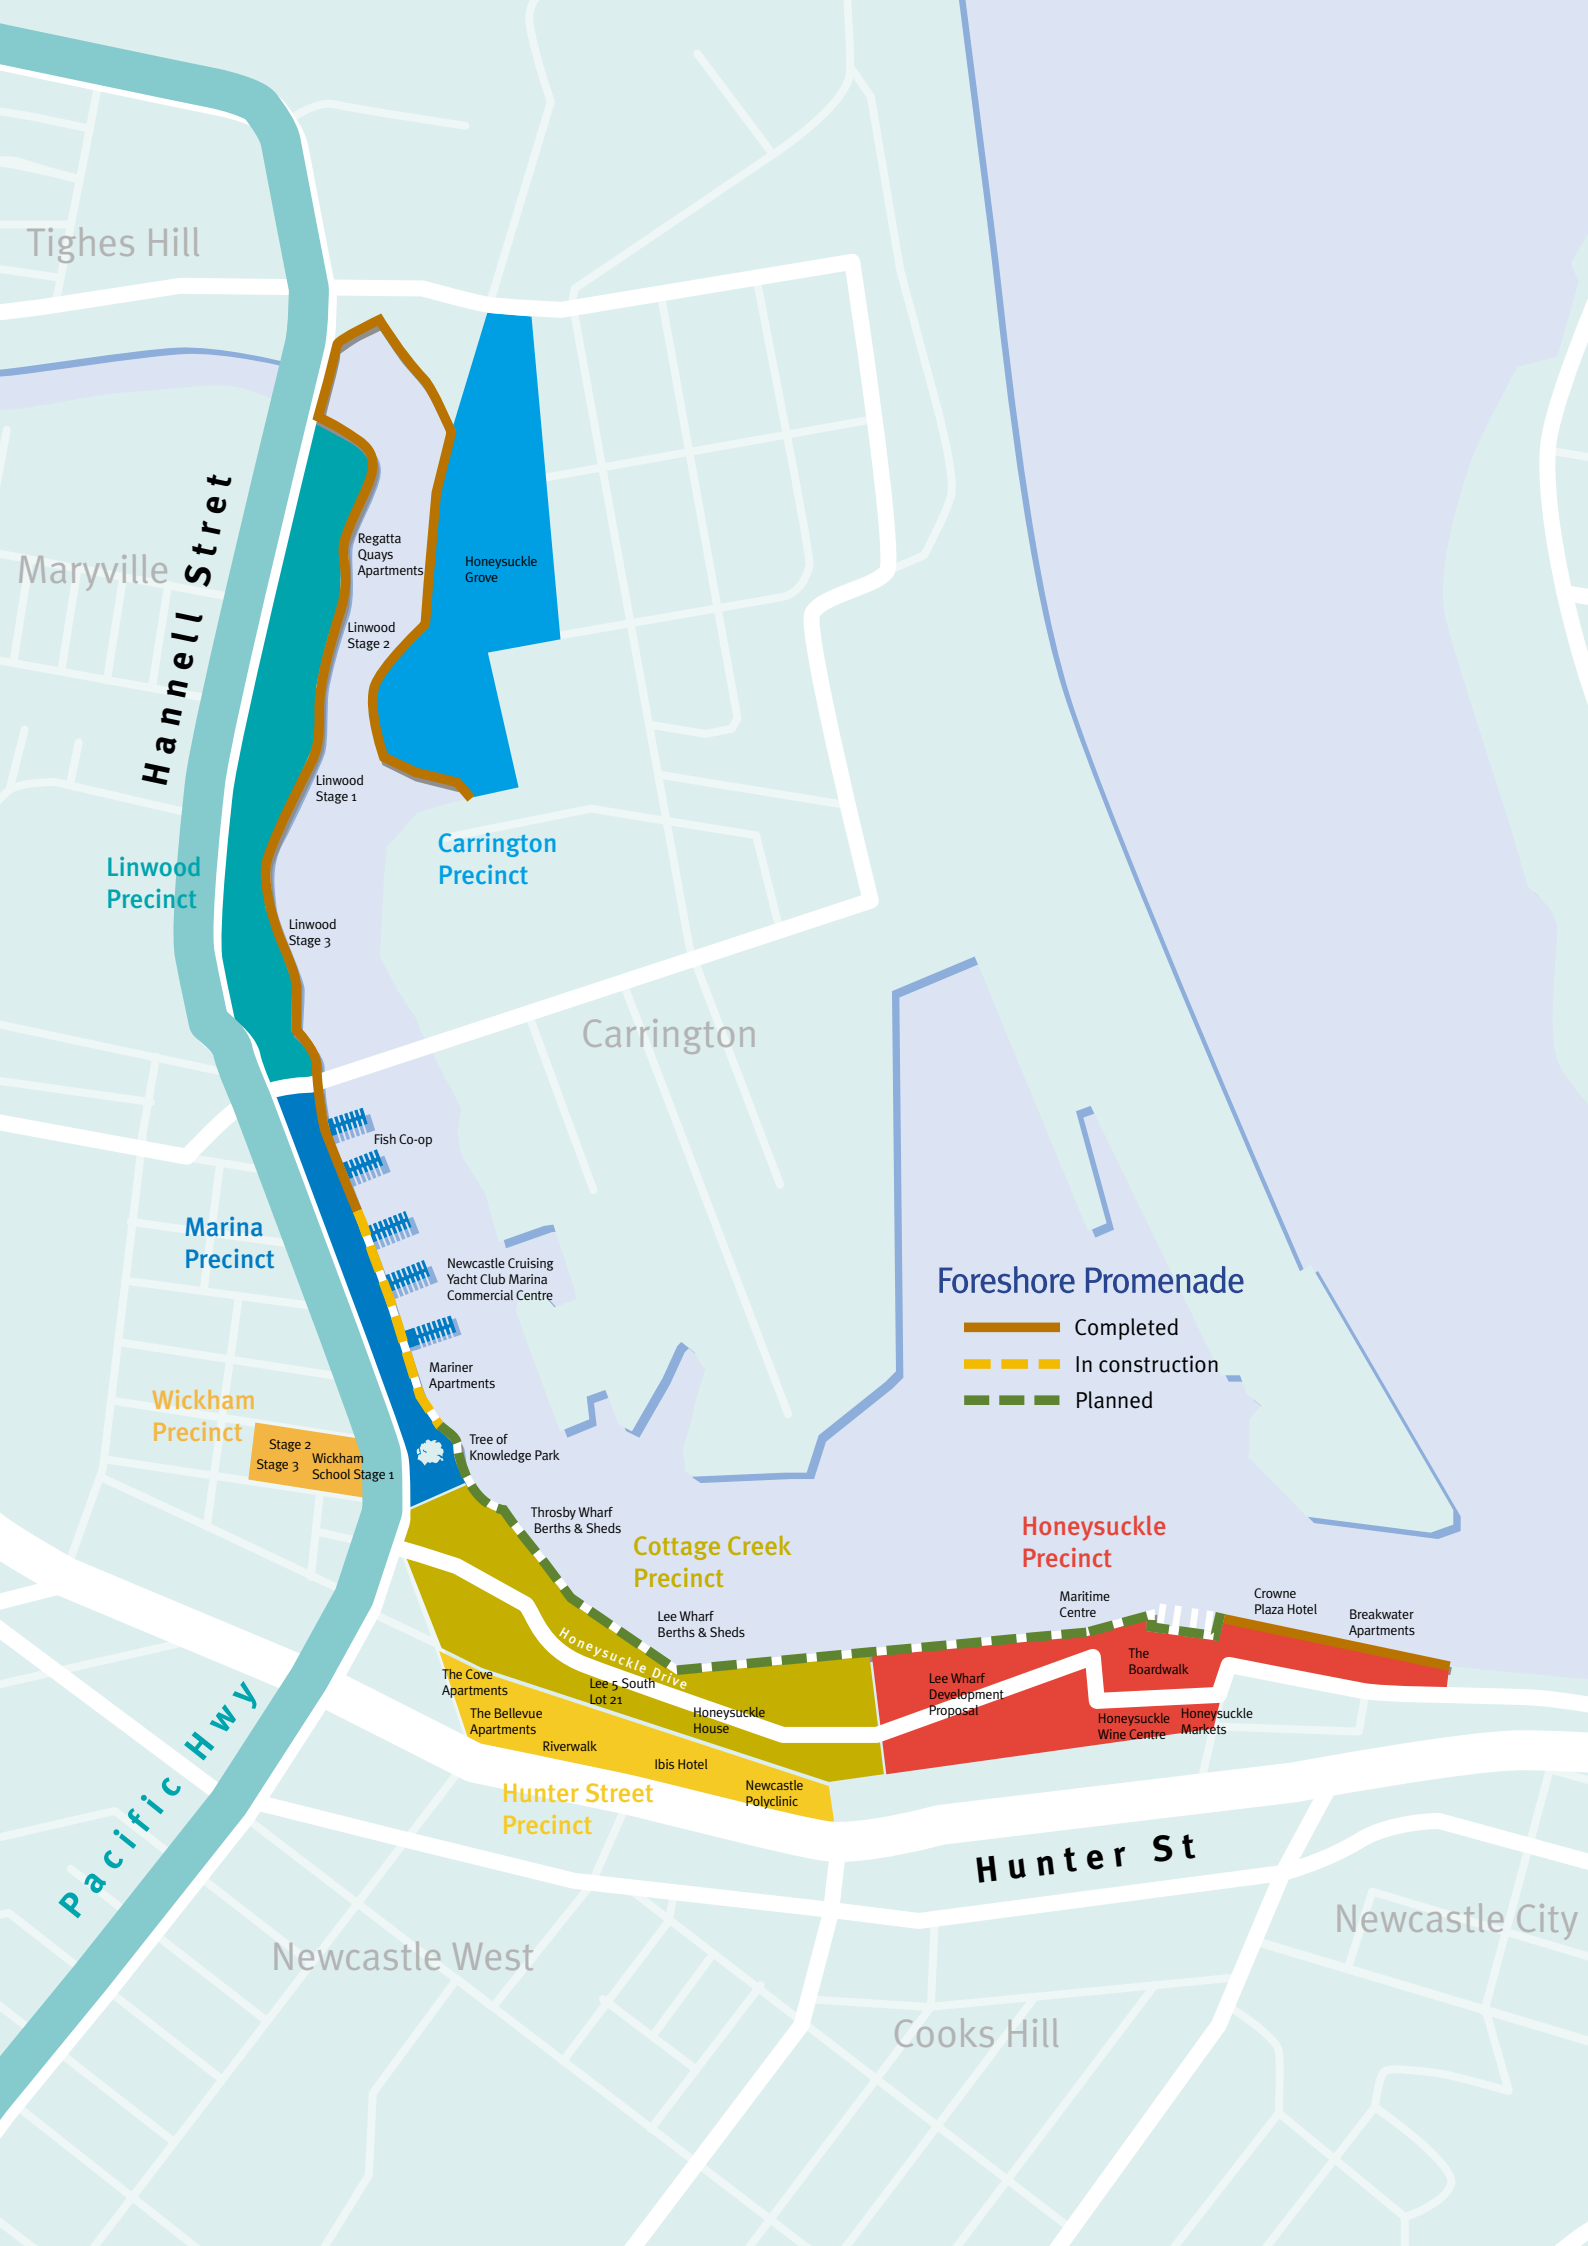 Tighes Hill
Hannell Stret
Maryville
Regatta
Quays
Apartments
Honeysuckle
Grove
Linwood
Stage 2
Linwood
Stage 1
Carrington
Precinct
Linwood
Precinct
Linwood
Stage 3
Carrington
Fish Co-op
Marina
Precinct
Newcastle Cruising
Yacht Club Marina
Commercial Centre
Foreshore Promenade
Completed
In construction
Planned
Mariner
Apartments
Wickham
Precinct
Stage 2
Stage 3
Wickham
School Stage 1
Tree of
Knowledge Park
Throsby Wharf
Berths & Sheds
Cottage Creek
Precinct
Honeysuckle
Precinct
Maritime
Centre
Crowne
Plaza Hotel
Breakwater
Apartments
Lee Wharf
Berths & Sheds
Honeysuckle Drive
The
Boardwalk
The Cove
Apartments
Lee 5 South
Lot 21
Lee Wharf
Development
Proposal
The Bellevue
Apartments
Honeysuckle
House
Honeysuckle
Wine Centre
Honeysuckle
Markets
Riverwalk
Ibis Hotel
Newcastle
Polyclinic
Hunter Street
Precinct
Pacific Hwy
Hunter St
Newcastle City
Newcastle West
Cooks Hill